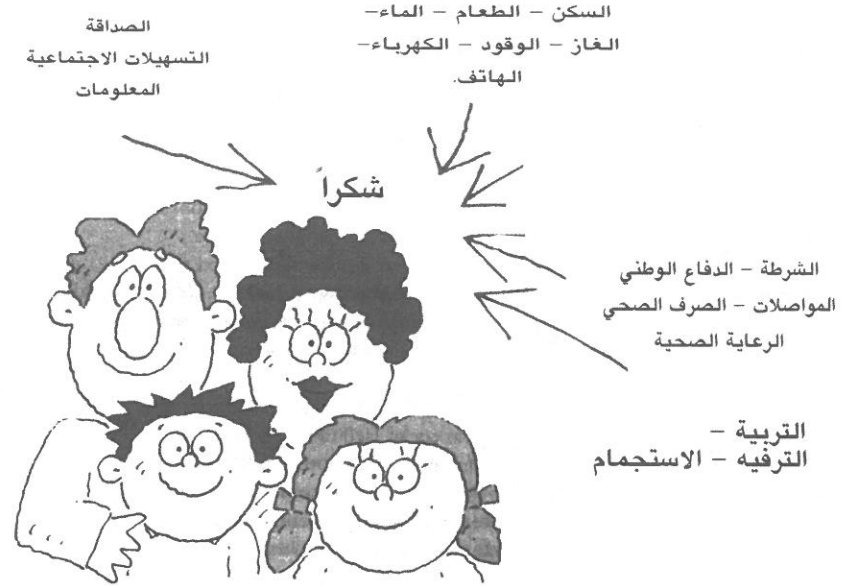 السكن – الطعام – الماء–
الغاز – الوقود – الكهرباء–
الهاتف.
الصداقة
التسهيلات الاجتماعية
المعلومات
شكراً
الشرطة – الدفاع الوطني
المواصلات – الصرف الصحي
الرعاية الصحية
التربية –
الترفيه – الاستجمام